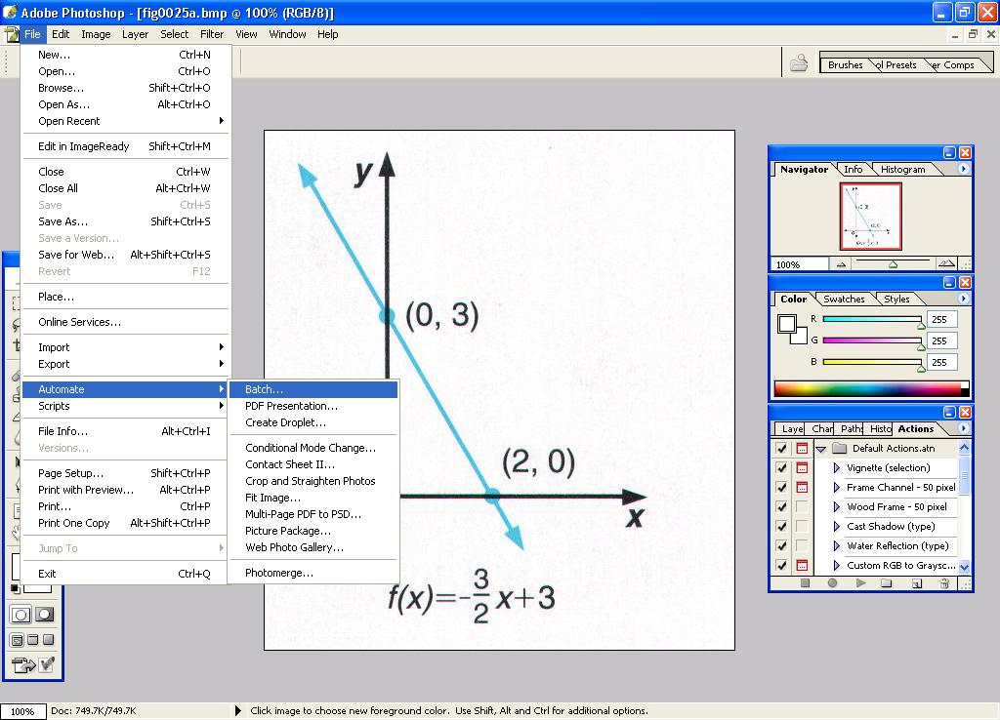 Adobe Photoshop - [fig0025a.bmp @ 100% (RGB/8)]
File Edit Image Layer Select Filter View Window Help
Brushes ol Presets er Comps
New... Ctrl+N
Open... Ctrl+O
Browse... Shift+Ctrl+O
Open As... Alt+Ctrl+O
Open Recent
Edit in ImageReady Shift+Ctrl+M
Close Ctrl+W
Close All Alt+Ctrl+W
Save Ctrl+S
Save As... Shift+Ctrl+S
Save a Version...
Save for Web... Alt+Shift+Ctrl+S
Revert F12
Place...
Online Services...
Import
Export
Automate
Scripts
File Info... Alt+Ctrl+I
Versions...
Page Setup... Shift+Ctrl+P
Print with Preview... Alt+Ctrl+P
Print... Ctrl+P
Print One Copy Alt+Shift+Ctrl+P
Jump To
Exit Ctrl+Q
Batch...
PDF Presentation...
Create Droplet...
Conditional Mode Change...
Contact Sheet II...
Crop and Straighten Photos
Fit Image...
Multi-Page PDF to PSD...
Picture Package...
Web Photo Gallery...
Photomerge...
y
(0, 3)
(2, 0)
x
f(x)=-3/2 x+3
Navigator Info Histogram
100%
Color Swatches Styles
R 255
G 255
B 255
Laye Char Paths Histo Actions
Default Actions.atn
Vignette (selection)
Frame Channel - 50 pixel
Wood Frame - 50 pixel
Cast Shadow (type)
Water Reflection (type)
Custom RGB to Graysc...
100% Doc: 749.7K/749.7K Click image to choose new foreground color. Use Shift, Alt and Ctrl for additional options.